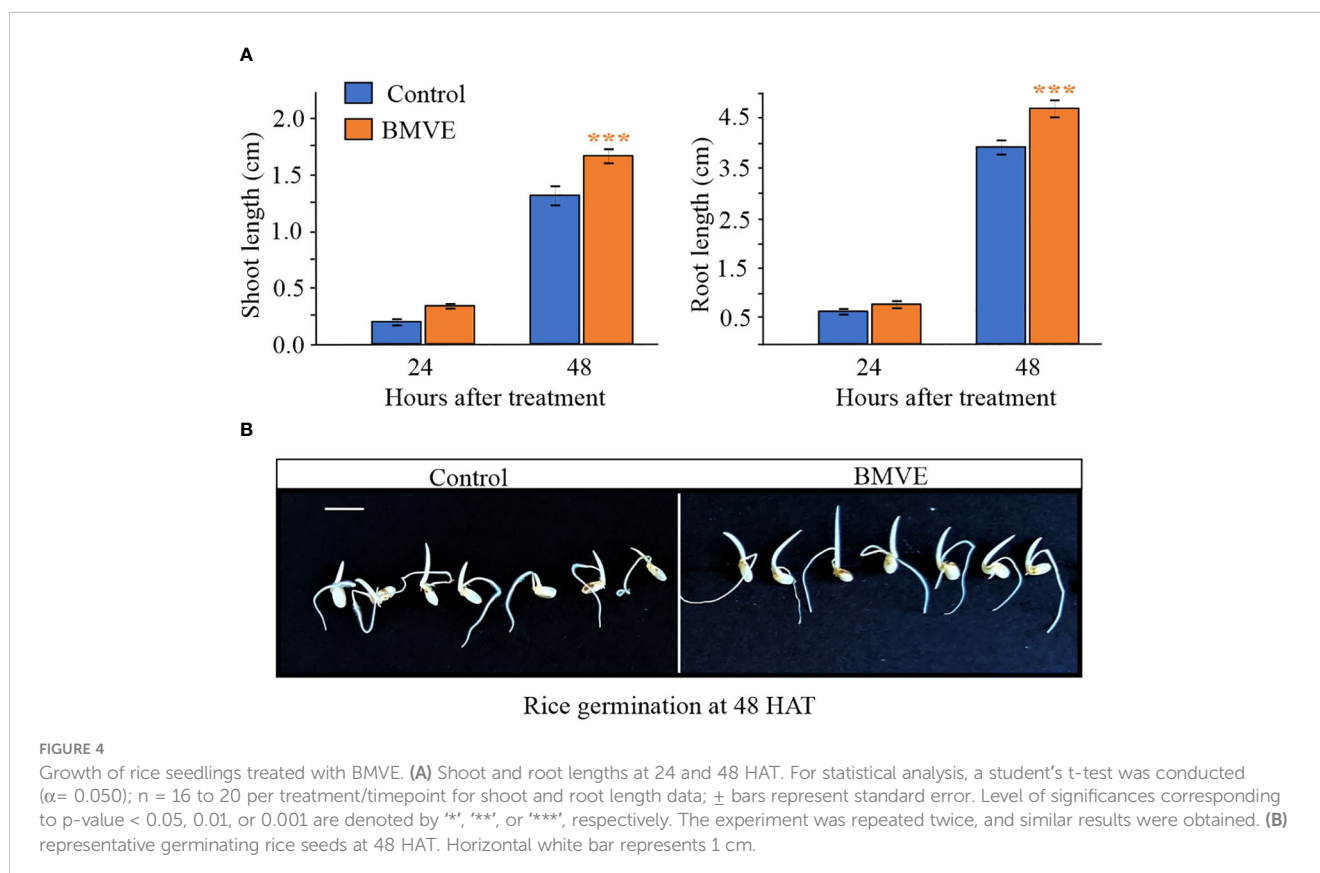 A
Control
BMVE
2.0
1.5
1.0
0.5
0.0
Shoot length (cm)
***
24
48
Hours after treatment
4.5
3.5
2.5
1.5
0.5
Root length (cm)
***
24
48
Hours after treatment
B
Control
BMVE
Rice germination at 48 HAT
FIGURE 4
Growth of rice seedlings treated with BMVE. (A) Shoot and root lengths at 24 and 48 HAT. For statistical analysis, a student′s t-test was conducted
(α= 0.050); n = 16 to 20 per treatment/timepoint for shoot and root length data; ± bars represent standard error. Level of significances corresponding
to p-value < 0.05, 0.01, or 0.001 are denoted by ‘*’, ‘**’, or ‘***’, respectively. The experiment was repeated twice, and similar results were obtained. (B)
representative germinating rice seeds at 48 HAT. Horizontal white bar represents 1 cm.